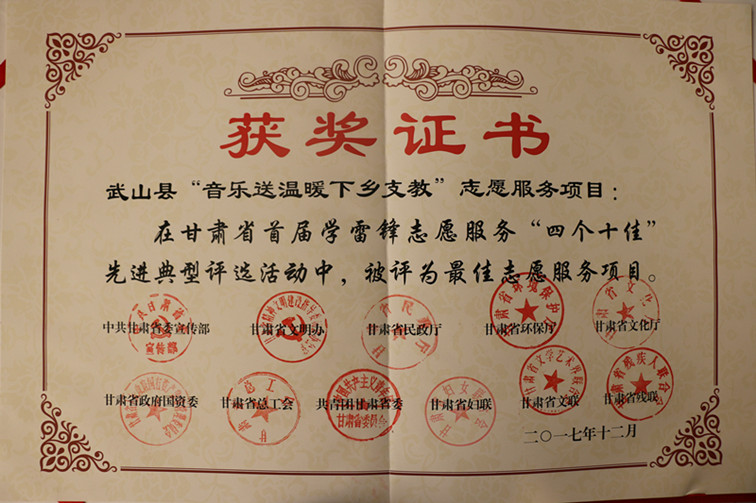 获奖证书
武山县“音乐送温暖下乡支教”志愿服务项目：
在甘肃省首届学雷锋志愿服务“四个十佳”
先进典型评选活动中，被评为最佳志愿服务项目。
中共甘肃省委宣传部 甘肃省文明办 甘肃省民政厅 甘肃省环保厅 甘肃省文化厅
甘肃省政府国资委 甘肃省总工会 共青团甘肃省委 甘肃省妇联 甘肃省文联 甘肃省残联
二〇一七年十二月